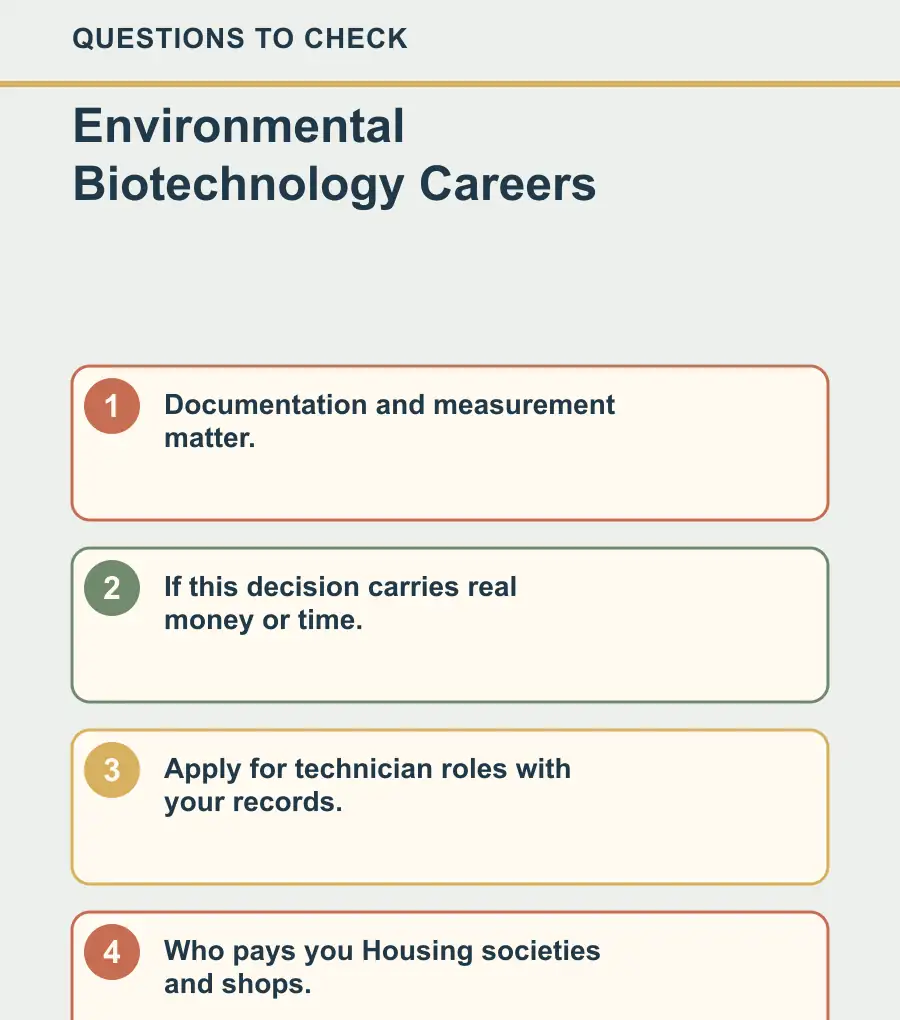 QUESTIONS TO CHECK
Environmental
Biotechnology Careers
1
Documentation and measurement
matter.
2
If this decision carries real
money or time.
3
Apply for technician roles with
your records.
4
Who pays you Housing societies
and shops.